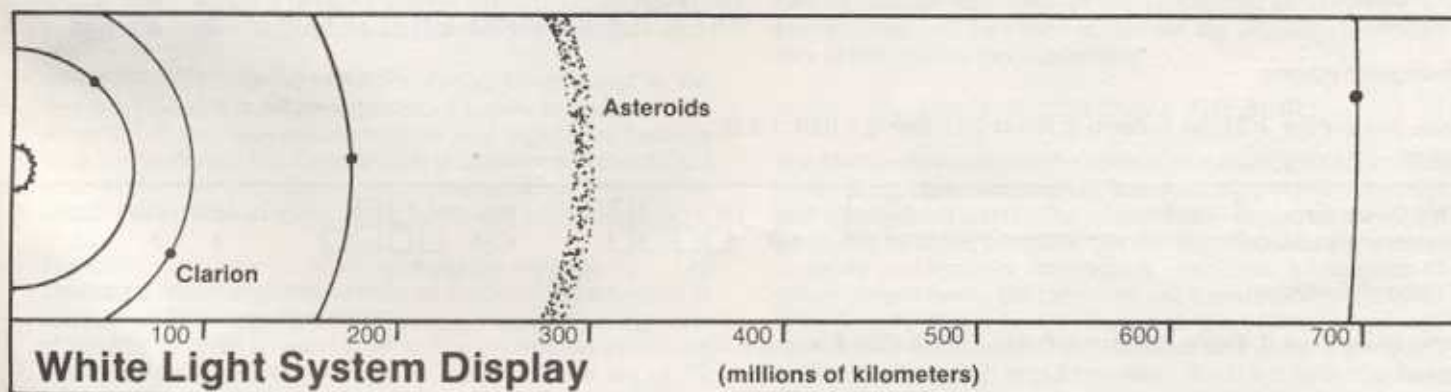 Asteroids
Clarion
100 200 300 400 500 600 700
White Light System Display (millions of kilometers)